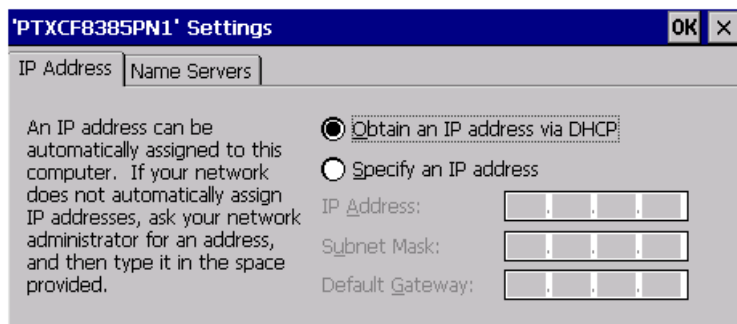 'PTXCF8385PN1' Settings
OK ×
IP Address
Name Servers
An IP address can be
automatically assigned to this
computer. If your network
does not automatically assign
IP addresses, ask your network
administrator for an address,
and then type it in the space
provided.
Obtain an IP address via DHCP
Specify an IP address
IP Address:
Subnet Mask:
Default Gateway: